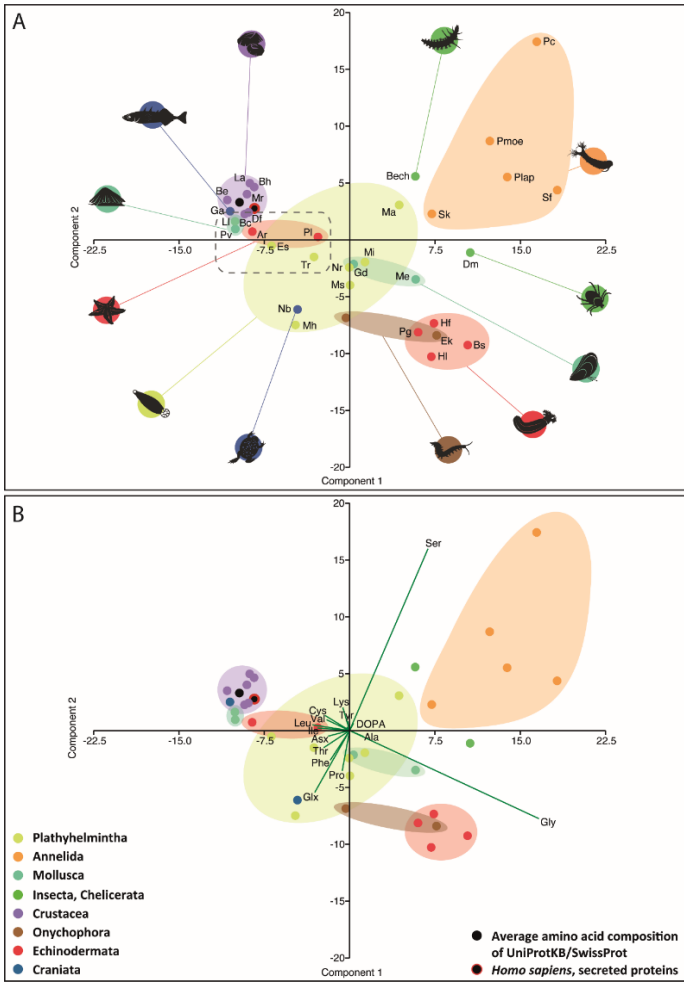 A
20
Pc
15
10
Pmoe
La
Bh
Bech
Plap
5
Sf
Be
Mr
Ma
Component 2
Ga
Df
Sk
Ll
Bc
Pv
Ar
Pl
-22.5
-15.0
-7.5
7.5
15.0
22.5
Es
Mi
Dm
Tr
Nr
Gd
Me
Ms
-5
Nb
Mh
Hf
Pg
Ek
Bs
-10
Hl
-15
-20
Component 1
B
20
Ser
15
10
5
Component 2
Lys
Cys
Tyr
Val
Leu
DOPA
-22.5
-15.0
-7.5
7.5
15.0
22.5
Ile
Asx
Ala
Thr
Phe
Pro
-5
Glx
Gly
-10
Plathyhelmintha
Annelida
Mollusca
-15
Insecta, Chelicerata
Crustacea
Onychophora
Average amino acid composition
of UniProtKB/SwissProt
Echinodermata
Homo sapiens, secreted proteins
Craniata
-20
Component 1